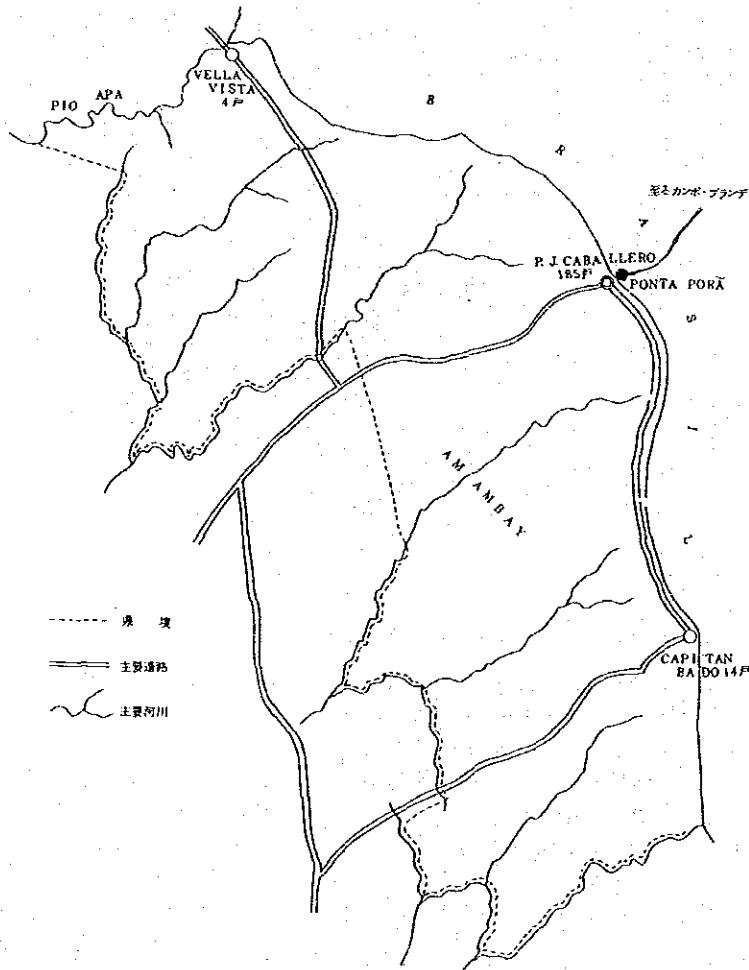 VELLA
VISTA
4戸
PIO APA
B R A S I L
至ルカンポ・グランデ
P. J. CABALLERO
185戸
PONTA PORÃ
AMAMBAY
CAPITAN
BADO 14戸
県境
主要道路
主要河川